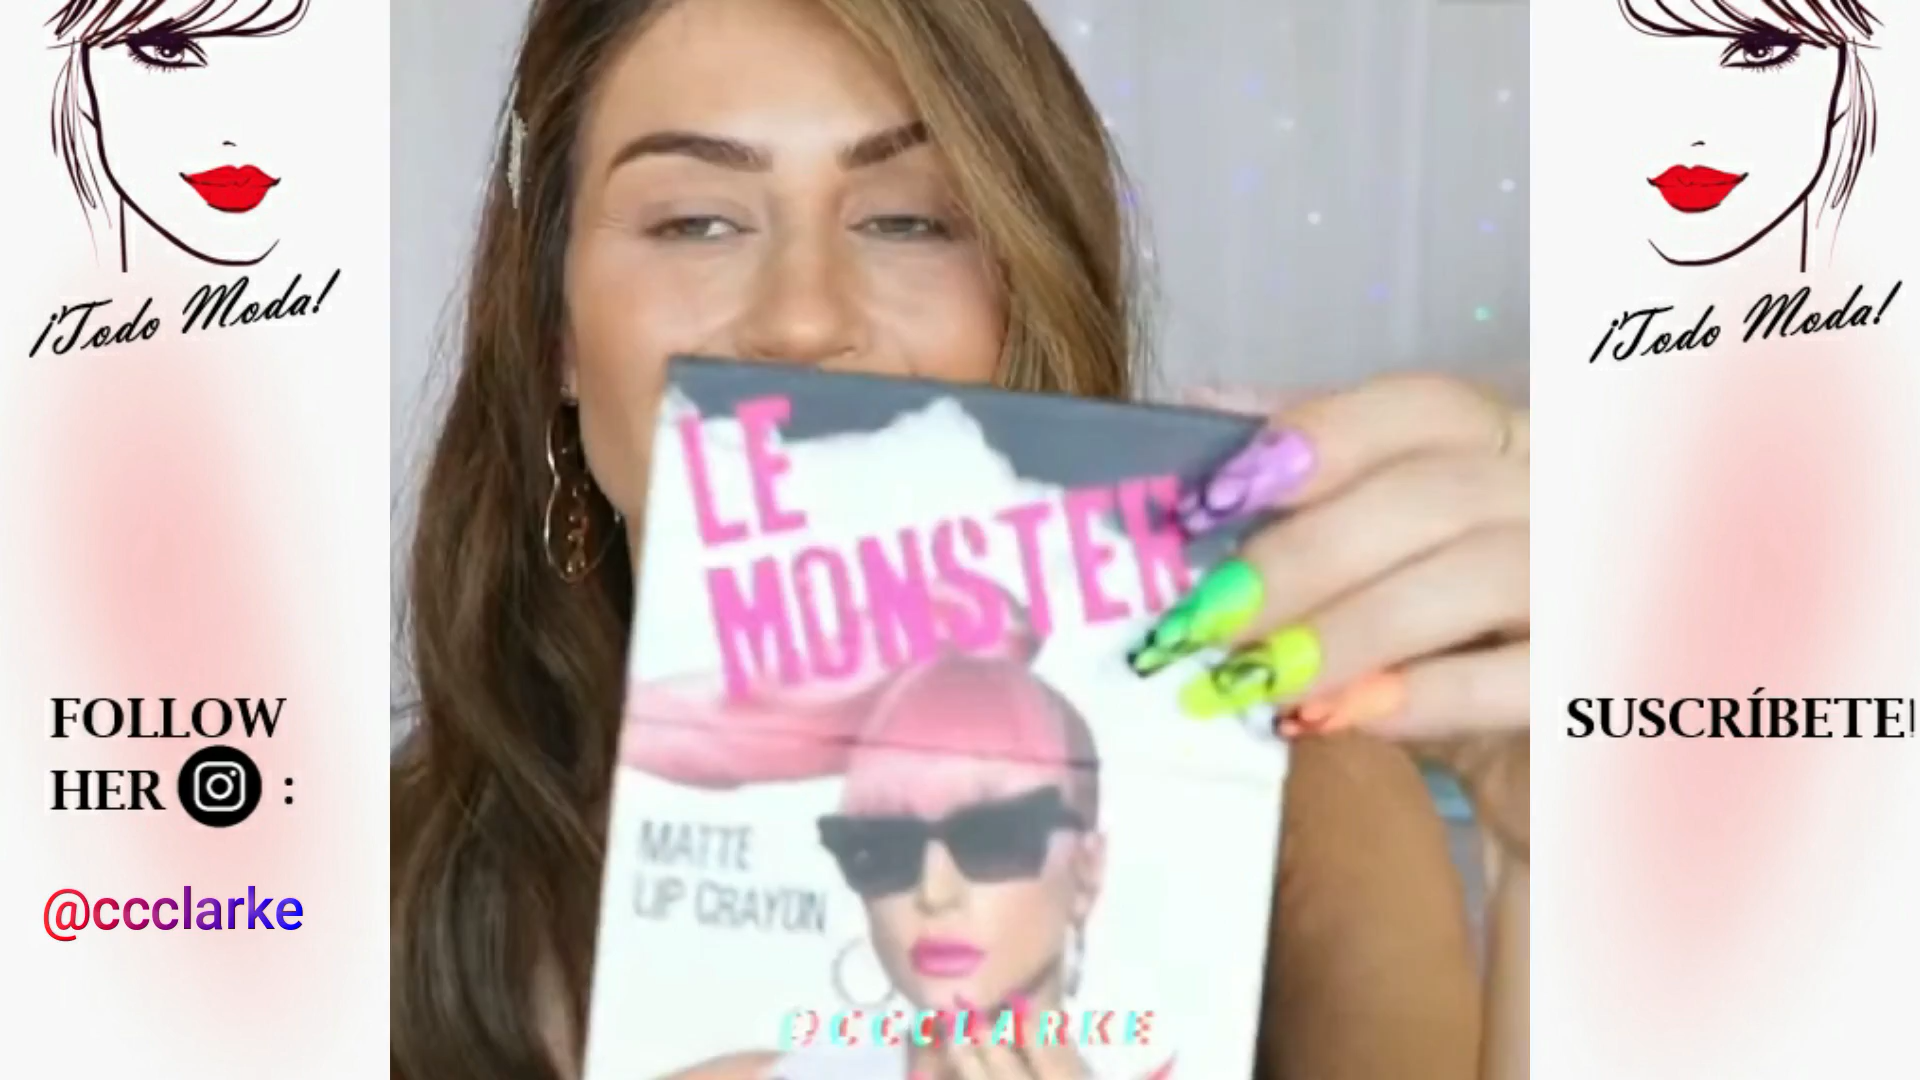 ¡Todo Moda!
FOLLOW
HER :
@ccclarke
LE
MONSTER
MATTE
LIP CRAYON
@CCCLARKE
¡Todo Moda!
SUSCRÍBETE!